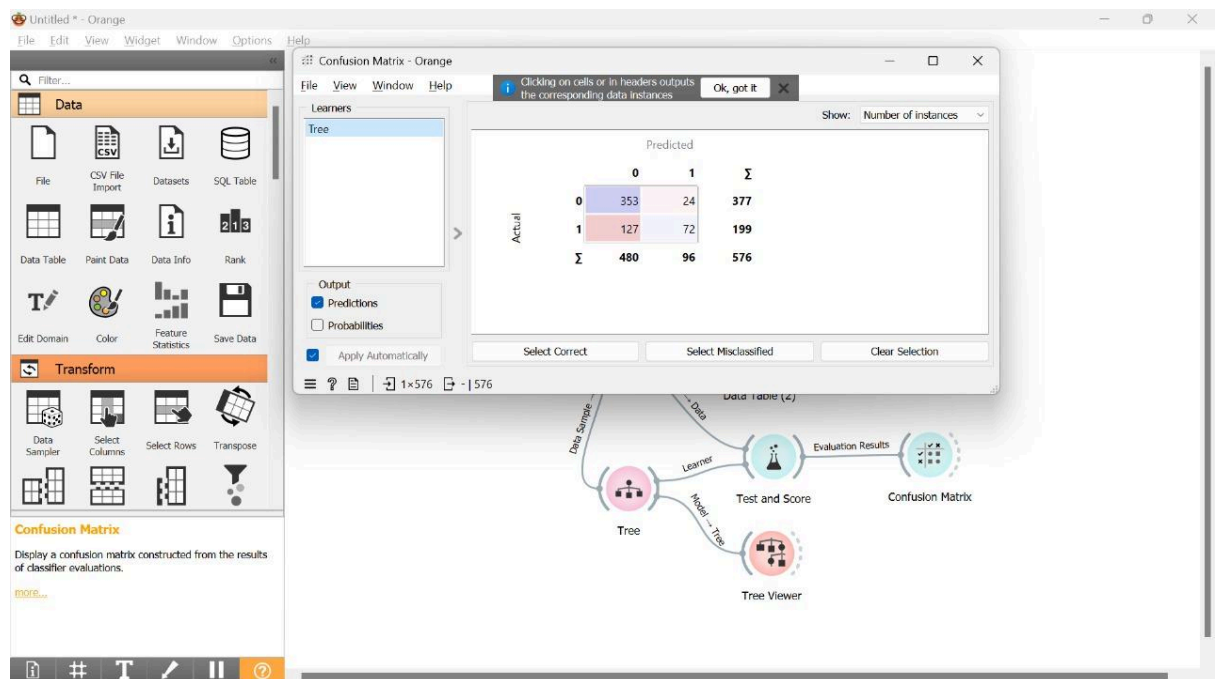 Untitled * - Orange
File Edit View Widget Window Options Help
Filter...
Data
File
CSV File
Import
Datasets
SQL Table
Data Table
Paint Data
Data Info
Rank
Edit Domain
Color
Feature
Statistics
Save Data
Transform
Data
Sampler
Select
Columns
Select Rows
Transpose
Confusion Matrix
Display a confusion matrix constructed from the results
of classifier evaluations.
more...
Confusion Matrix - Orange
File View Window Help
Clicking on cells or in headers outputs
the corresponding data instances
Ok, got it
Learners
Tree
Show: Number of instances
Predicted
0 1 Σ
Actual
0 353 24 377
1 127 72 199
Σ 480 96 576
Output
Predictions
Probabilities
Apply Automatically
Select Correct
Select Misclassified
Clear Selection
1×576 - | 576
Data Table (2)
Data Sample
Data
Learner
Evaluation Results
Model → Tree
Tree
Test and Score
Confusion Matrix
Tree Viewer